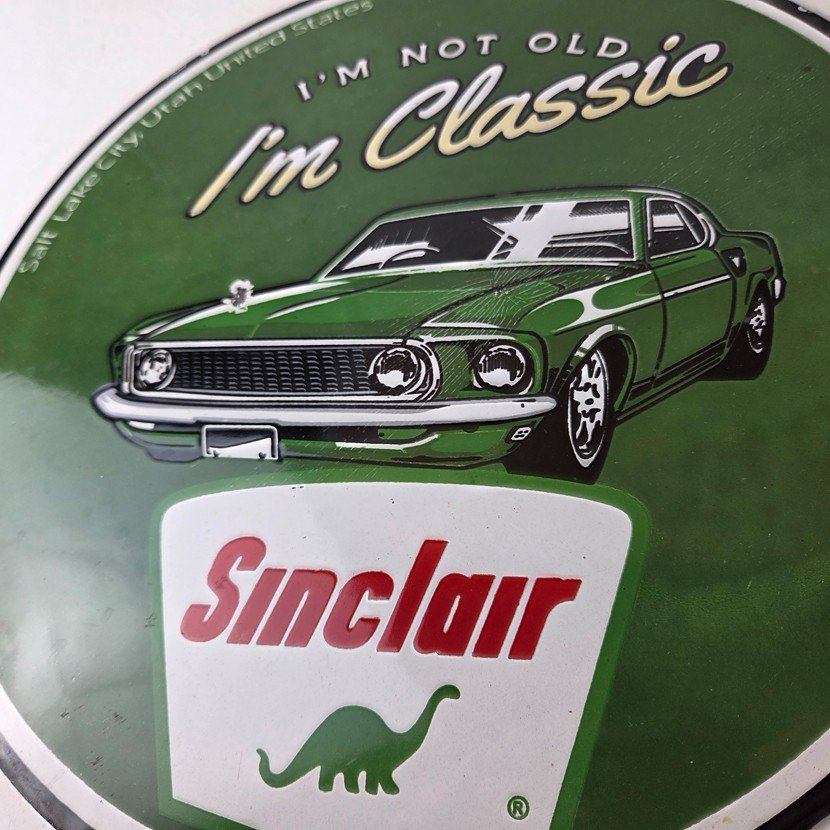 Salt Lake City, Utah United States
I'M NOT OLD
I'm Classic
Sinclair
®